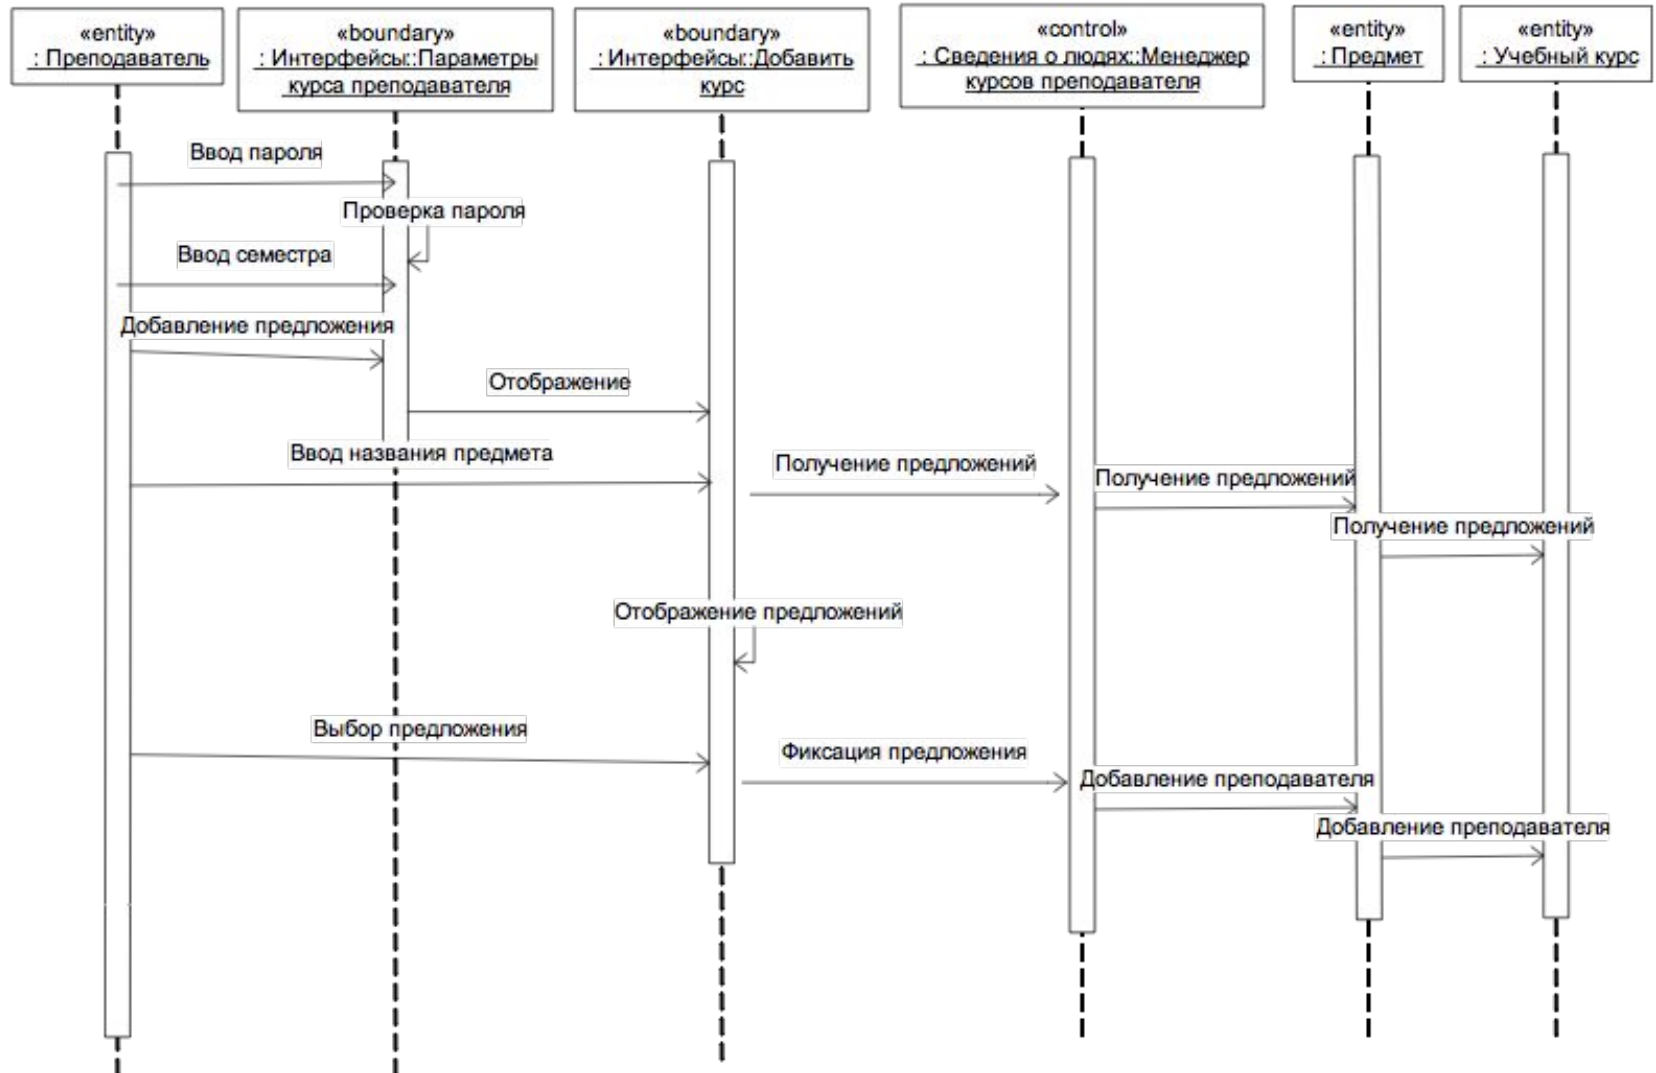 «entity»
: Преподаватель
«boundary»
: Интерфейсы::Параметры
курса преподавателя
«boundary»
: Интерфейсы::Добавить
курс
«control»
: Сведения о людях::Менеджер
курсов преподавателя
«entity»
: Предмет
«entity»
: Учебный курс
Ввод пароля
Проверка пароля
Ввод семестра
Добавление предложения
Отображение
Ввод названия предмета
Получение предложений
Получение предложений
Получение предложений
Отображение предложений
Выбор предложения
Фиксация предложения
Добавление преподавателя
Добавление преподавателя